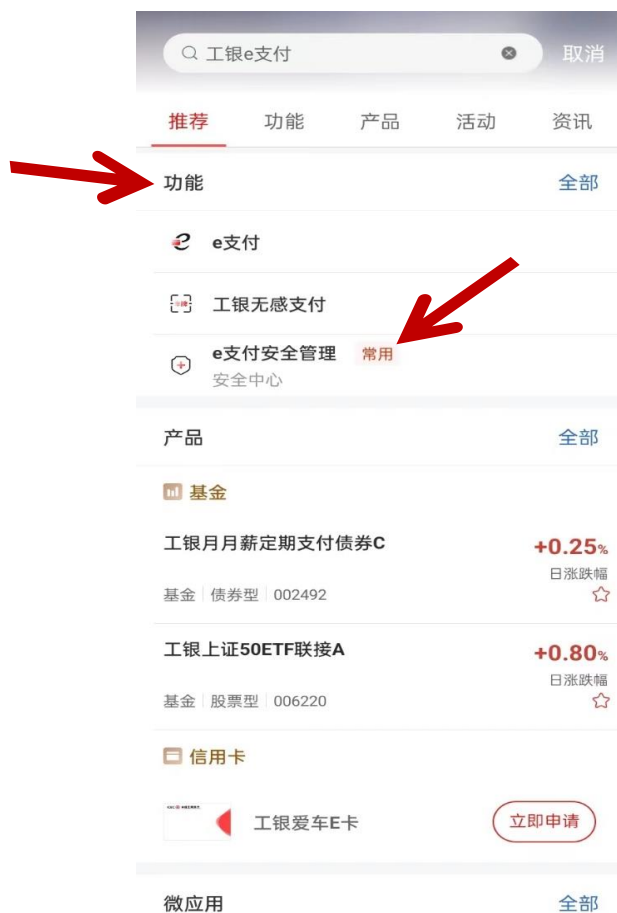 工银e支付 取消
推荐 功能 产品 活动 资讯
功能 全部
e支付
工银无感支付
e支付安全管理 常用
安全中心
产品 全部
基金
工银月月薪定期支付债券C +0.25%
日涨跌幅
基金 债券型 002492
工银上证50ETF联接A +0.80%
日涨跌幅
基金 股票型 006220
信用卡
工银爱车E卡 立即申请
微应用 全部